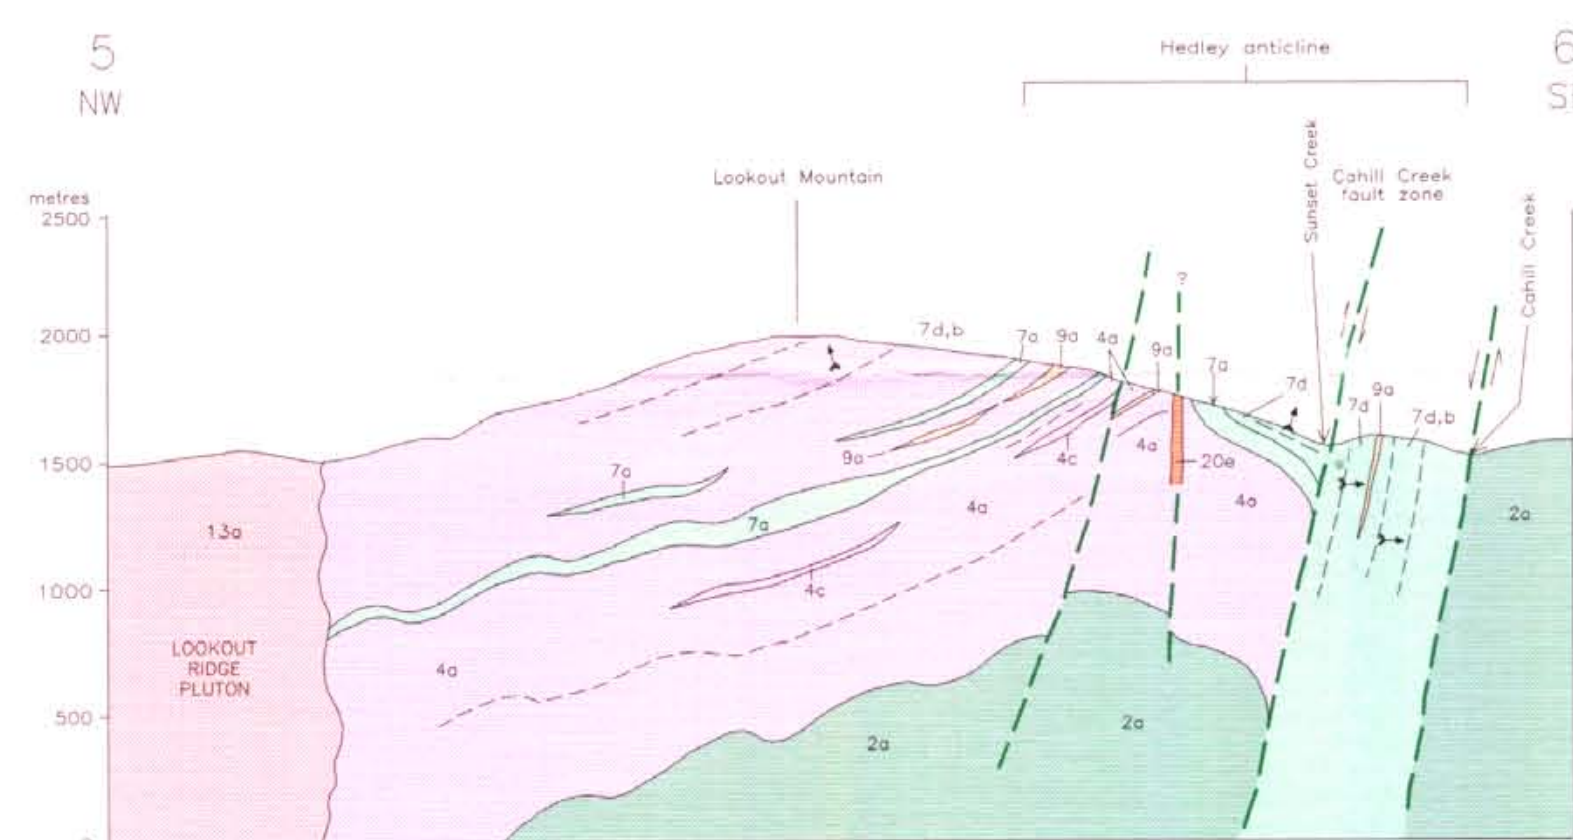 5
NW
Hedley anticline
6
Lookout Mountain
Sunset Creek
Cahill Creek
fault zone
Cahill Creek
metres
2500
2000
1500
1000
500
7d,b
7a
9a
4a
9a
?
7a
7d
7d
9a
7d,b
9a
4c
4a
20e
4a
7a
7a
4a
4c
2a
13a
LOOKOUT
RIDGE
PLUTON
4a
2a
2a